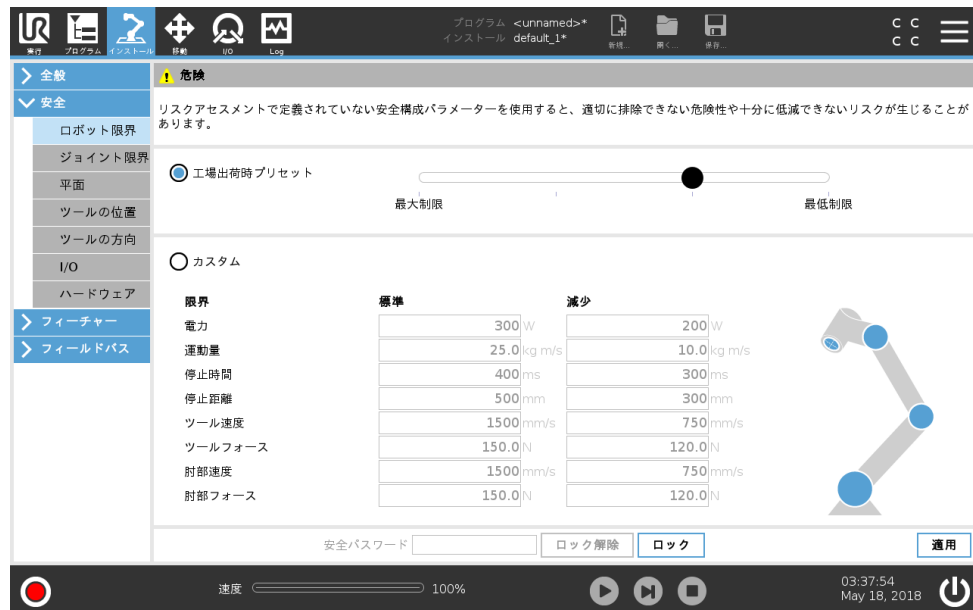 UR
実行
プログラム
インストール
移動
I/O
Log
プログラム <unnamed>*
インストール default_1*
新規...
開く...
保存...
C C
C C
全般
安全
ロボット限界
ジョイント限界
平面
ツールの位置
ツールの方向
I/O
ハードウェア
フィーチャー
フィールドバス
危険
リスクアセスメントで定義されていない安全構成パラメーターを使用すると、適切に排除できない危険性や十分に低減できないリスクが生じることが
あります。
工場出荷時プリセット
最大制限 最低制限
カスタム
限界 標準 減少
電力 300 W 200 W
運動量 25.0 kg m/s 10.0 kg m/s
停止時間 400 ms 300 ms
停止距離 500 mm 300 mm
ツール速度 1500 mm/s 750 mm/s
ツールフォース 150.0 N 120.0 N
肘部速度 1500 mm/s 750 mm/s
肘部フォース 150.0 N 120.0 N
安全パスワード ロック解除 ロック 適用
速度 100%
03:37:54
May 18, 2018